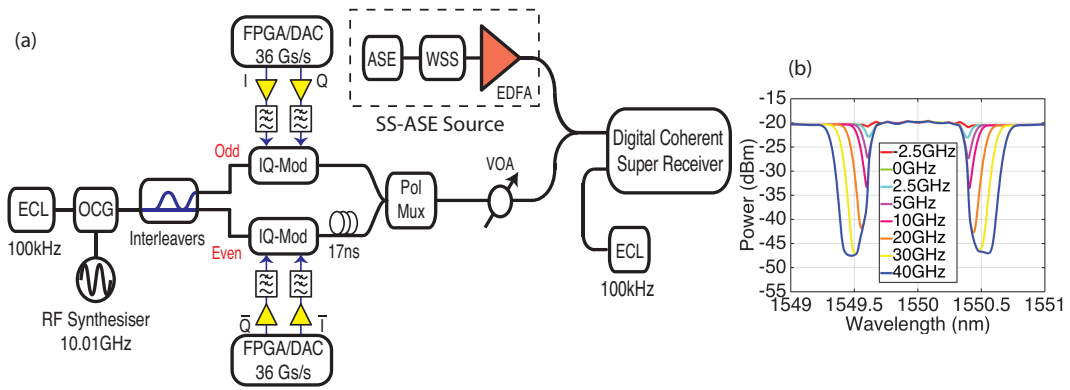 (a)
FPGA/DAC
36 Gs/s
I
Q
ASE
WSS
EDFA
SS-ASE Source
Odd
IQ-Mod
ECL
100kHz
OCG
Interleavers
RF Synthesiser
10.01GHz
Even
IQ-Mod
17ns
Pol
Mux
VOA
Digital Coherent
Super Receiver
ECL
100kHz
Q̅
I̅
FPGA/DAC
36 Gs/s
(b)
Power (dBm)
-15
-20
-25
-30
-35
-40
-45
-50
-55
-2.5GHz
0GHz
2.5GHz
5GHz
10GHz
20GHz
30GHz
40GHz
1549 1549.5 1550 1550.5 1551
Wavelength (nm)